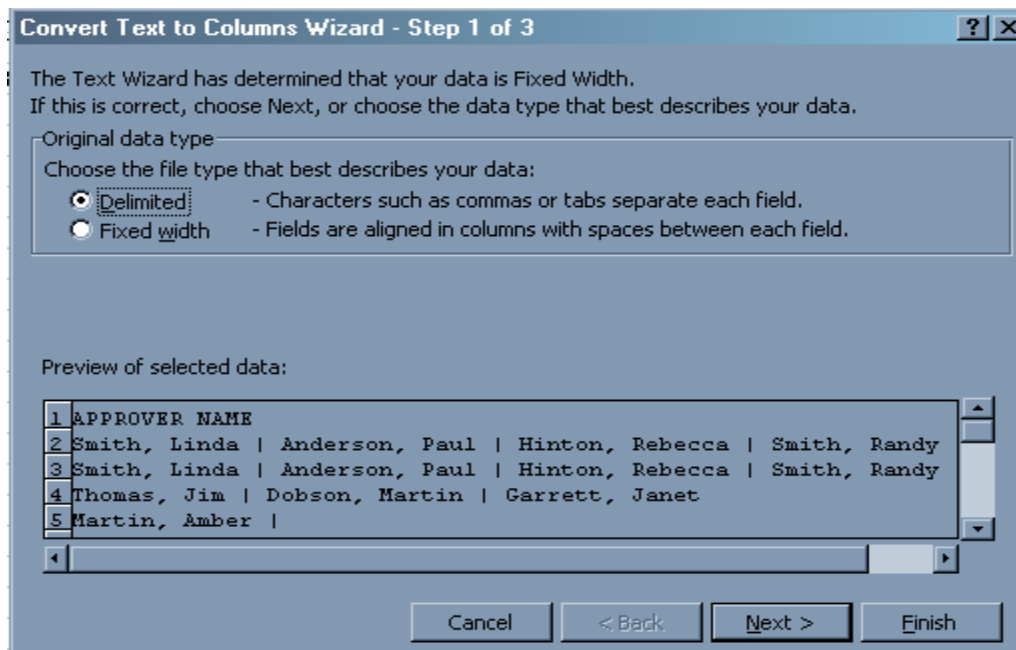 Convert Text to Columns Wizard - Step 1 of 3
The Text Wizard has determined that your data is Fixed Width.
If this is correct, choose Next, or choose the data type that best describes your data.
Original data type
Choose the file type that best describes your data:
Delimited - Characters such as commas or tabs separate each field.
Fixed width - Fields are aligned in columns with spaces between each field.
Preview of selected data:
1 APPROVER NAME
2 Smith, Linda | Anderson, Paul | Hinton, Rebecca | Smith, Randy
3 Smith, Linda | Anderson, Paul | Hinton, Rebecca | Smith, Randy
4 Thomas, Jim | Dobson, Martin | Garrett, Janet
5 Martin, Amber |
Cancel < Back Next > Finish